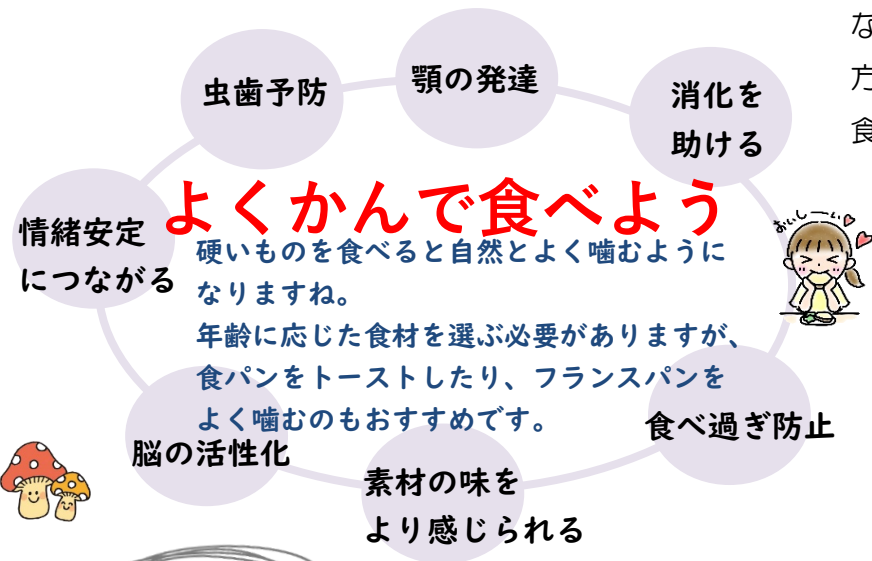 虫歯予防
顎の発達
消化を
助ける
情緒安定
につながる
よくかんで食べよう
硬いものを食べると自然とよく噛むように
なりますね。
年齢に応じた食材を選ぶ必要がありますが、
食パンをトーストしたり、フランスパンを
よく噛むのもおすすめです。
食べ過ぎ防止
脳の活性化
素材の味を
より感じられる
おいしーい
な
方
食